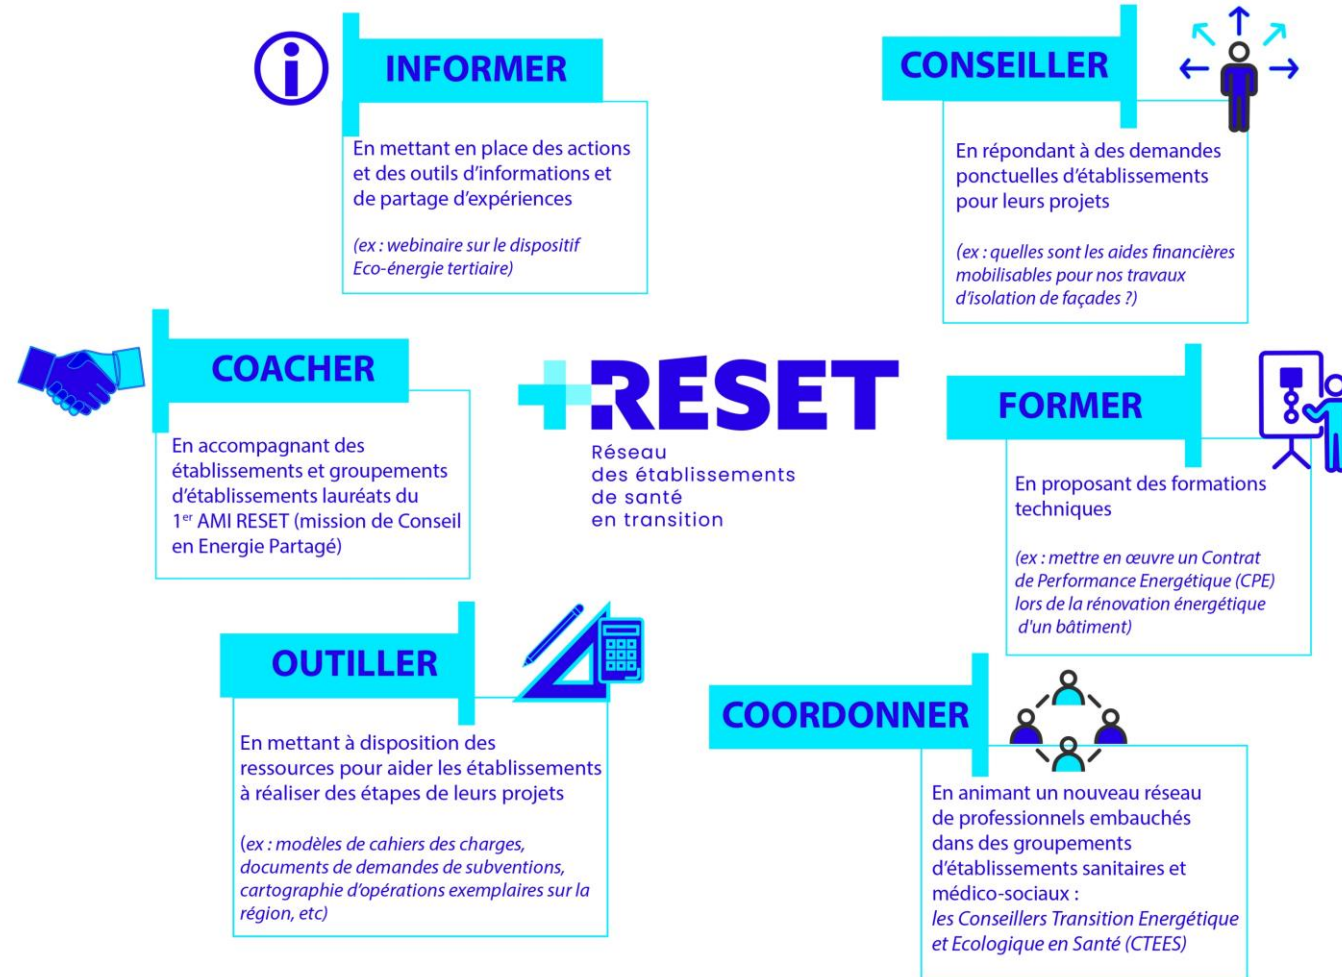 INFORMER
En mettant en place des actions
et des outils d'informations et
de partage d'expériences
(ex : webinaire sur le dispositif
Eco-énergie tertiaire)
CONSEILLER
En répondant à des demandes
ponctuelles d'établissements
pour leurs projets
(ex : quelles sont les aides financières
mobilisables pour nos travaux
d'isolation de façades ?)
COACHER
En accompagnant des
établissements et groupements
d'établissements lauréats du
1er AMI RESET (mission de Conseil
en Energie Partagé)
+RÉSET
Réseau
des établissements
de santé
en transition
FORMER
En proposant des formations
techniques
(ex : mettre en œuvre un Contrat
de Performance Energétique (CPE)
lors de la rénovation énergétique
d'un bâtiment)
OUTILLER
En mettant à disposition des
ressources pour aider les établissements
à réaliser des étapes de leurs projets
(ex : modèles de cahiers des charges,
documents de demandes de subventions,
cartographie d'opérations exemplaires sur la
région, etc)
COORDONNER
En animant un nouveau réseau
de professionnels embauchés
dans des groupements
d'établissements sanitaires et
médico-sociaux :
les Conseillers Transition Energétique
et Ecologique en Santé (CTEES)